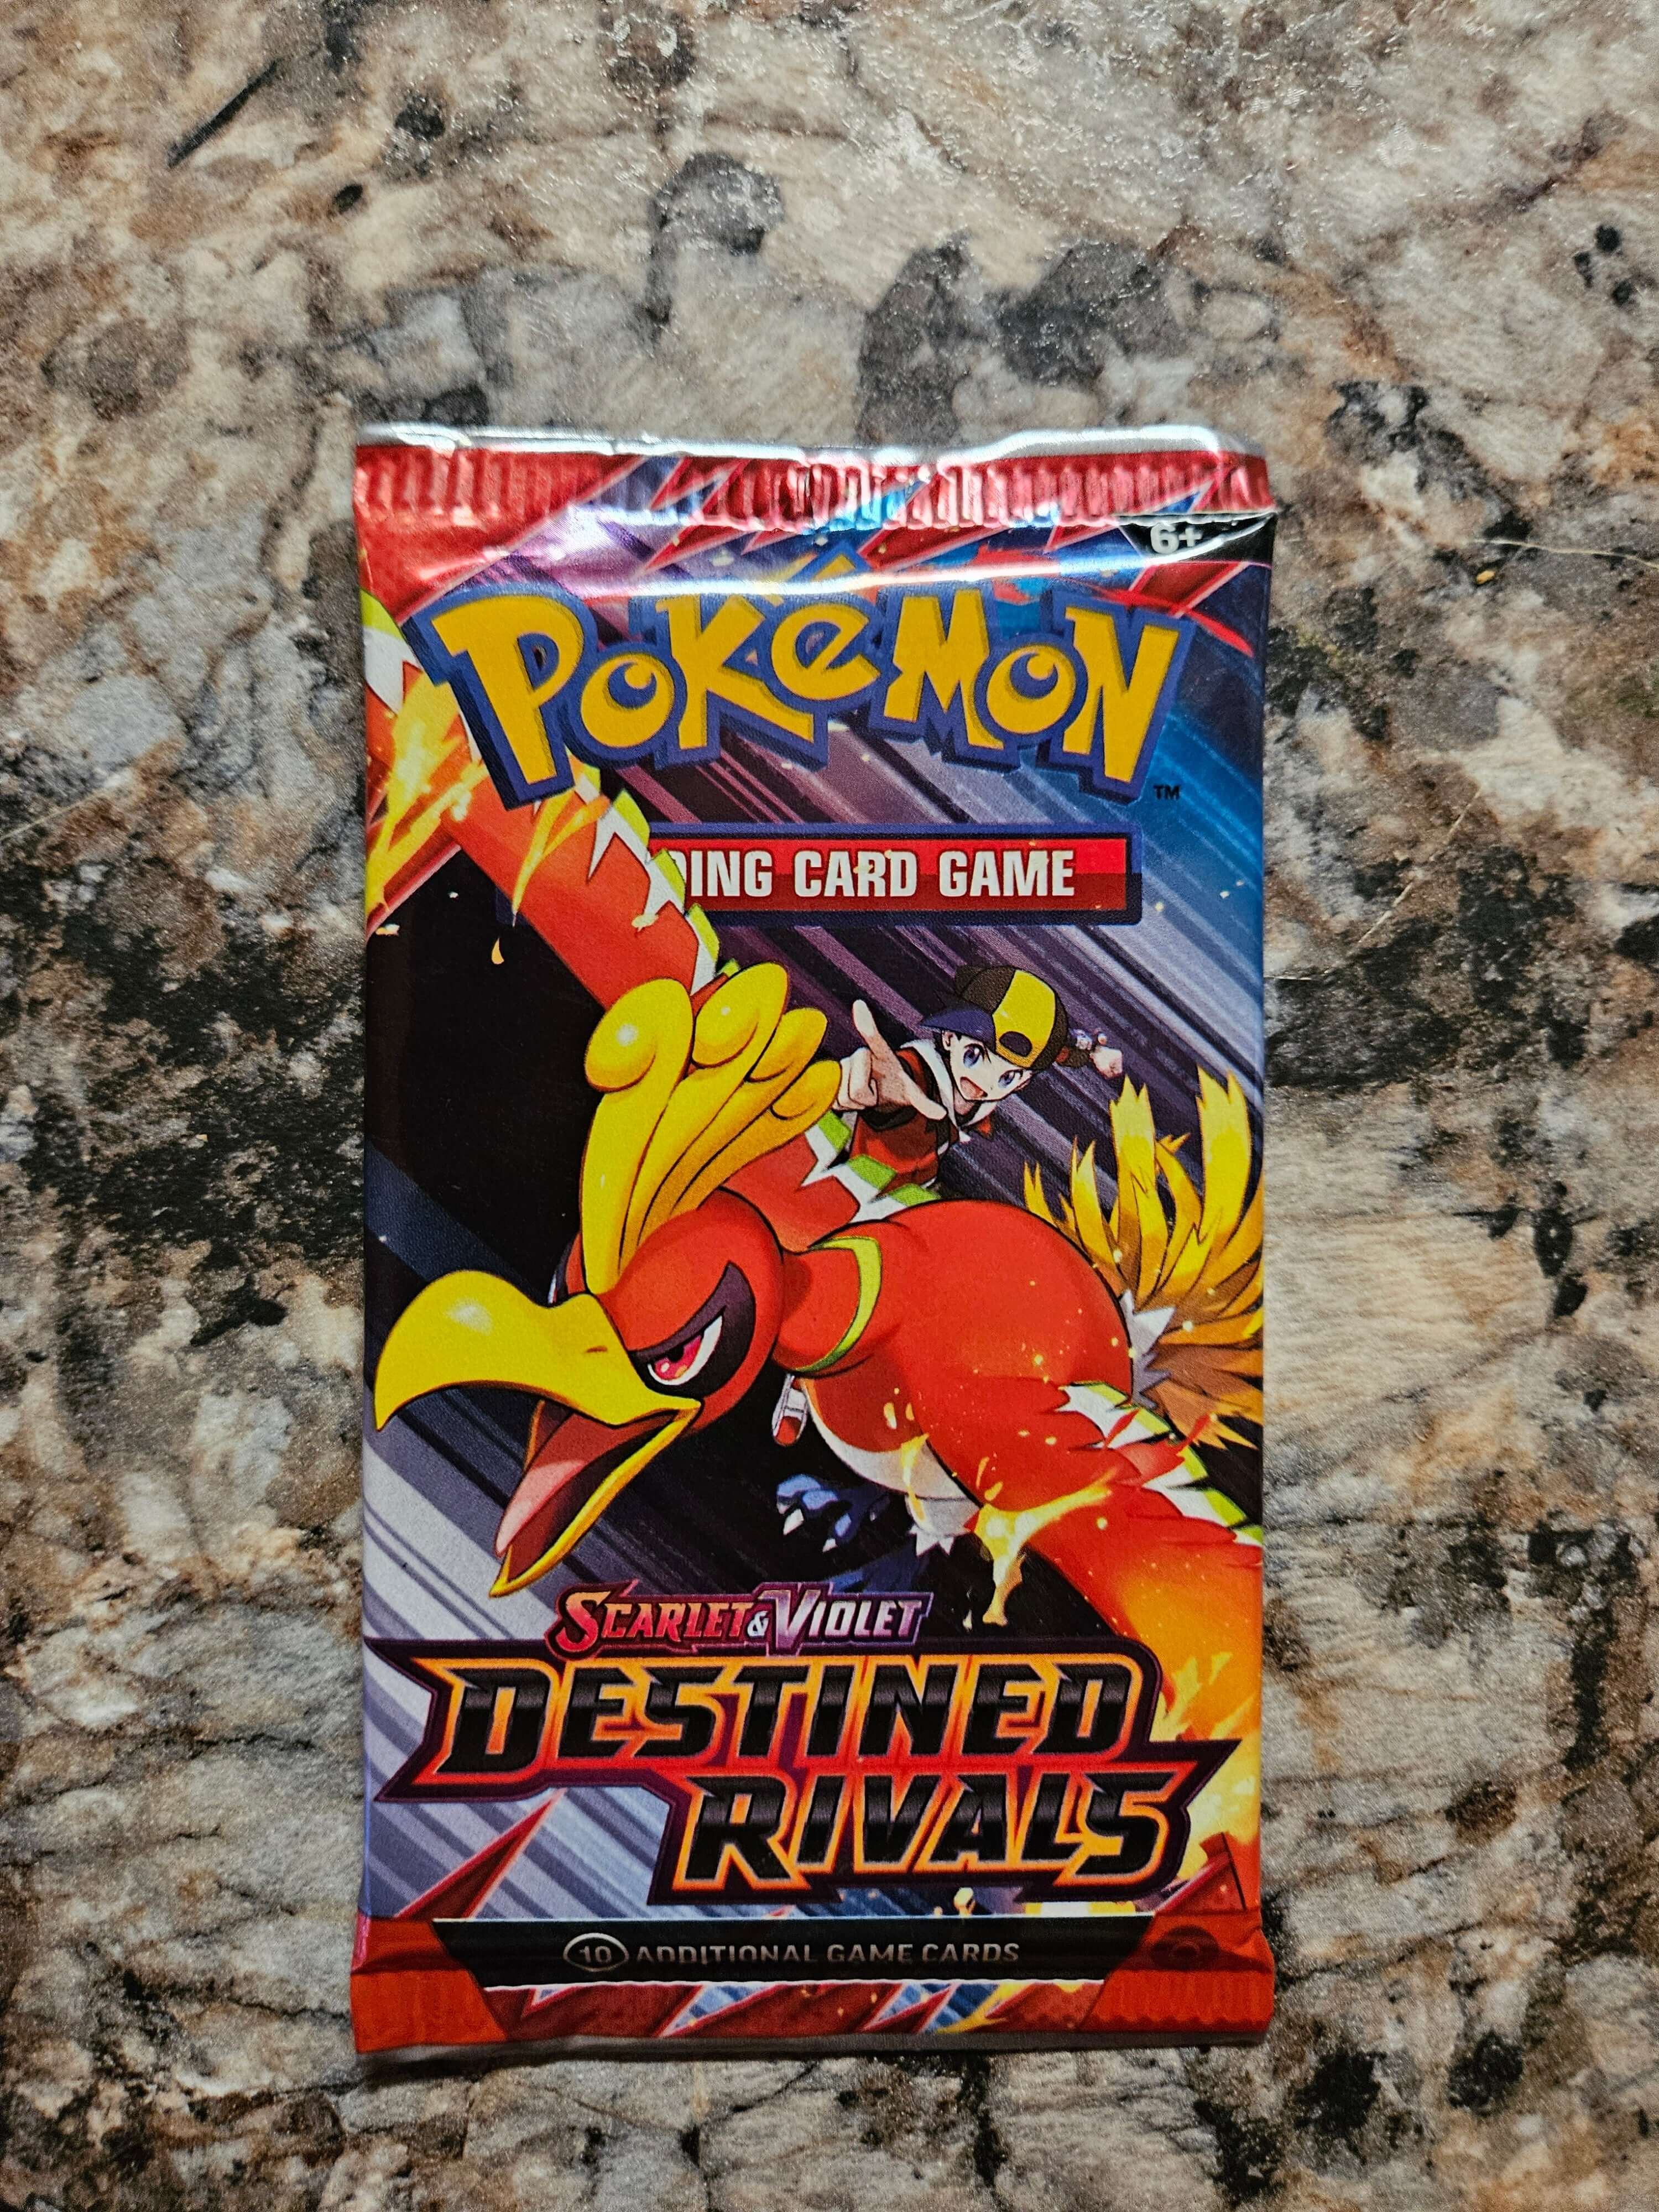 6+
POKéMON
TM
DING CARD GAME
SCARLET & VIOLET
DESTINED
RIVALS
10 ADDITIONAL GAME CARDS